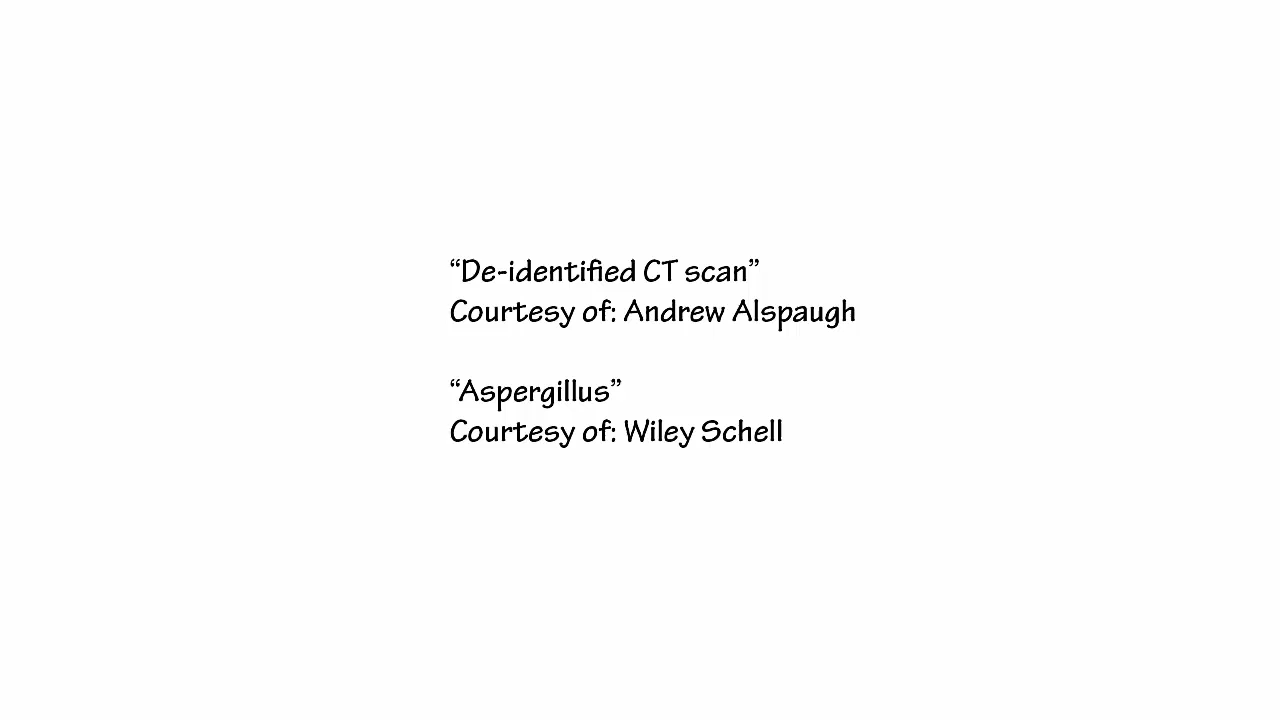 “De-identified CT scan”
Courtesy of: Andrew Alspaugh
“Aspergillus”
Courtesy of: Wiley Schell